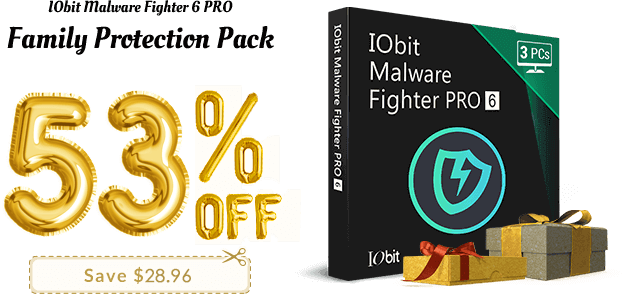 IObit Malware Fighter 6 PRO
Family Protection Pack
53% OFF
Save $28.96
3 PCs
IObit
Malware
Fighter PRO 6
IObit Malware Fighter PRO 6
IObit